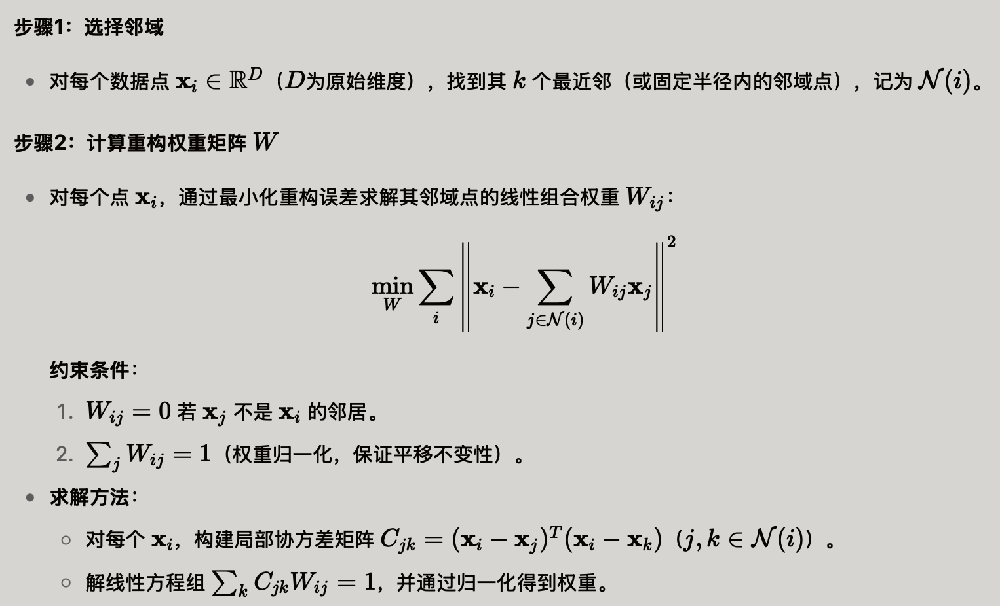 步骤1：选择邻域
• 对每个数据点 $\mathbf{x}_i \in \mathbb{R}^D$（$D$为原始维度），找到其 $k$ 个最近邻（或固定半径内的邻域点），记为 $\mathcal{N}(i)$。
步骤2：计算重构权重矩阵 $W$
• 对每个点 $\mathbf{x}_i$，通过最小化重构误差求解其邻域点的线性组合权重 $W_{ij}$：
$\min_W \sum_i \left\| \mathbf{x}_i - \sum_{j \in \mathcal{N}(i)} W_{ij} \mathbf{x}_j \right\|^2$
约束条件：
1. $W_{ij} = 0$ 若 $\mathbf{x}_j$ 不是 $\mathbf{x}_i$ 的邻居。
2. $\sum_j W_{ij} = 1$（权重归一化，保证平移不变性）。
• 求解方法：
○ 对每个 $\mathbf{x}_i$，构建局部协方差矩阵 $C_{jk} = (\mathbf{x}_i - \mathbf{x}_j)^T (\mathbf{x}_i - \mathbf{x}_k)$（$j, k \in \mathcal{N}(i)$）。
○ 解线性方程组 $\sum_k C_{jk} W_{ij} = 1$，并通过归一化得到权重。